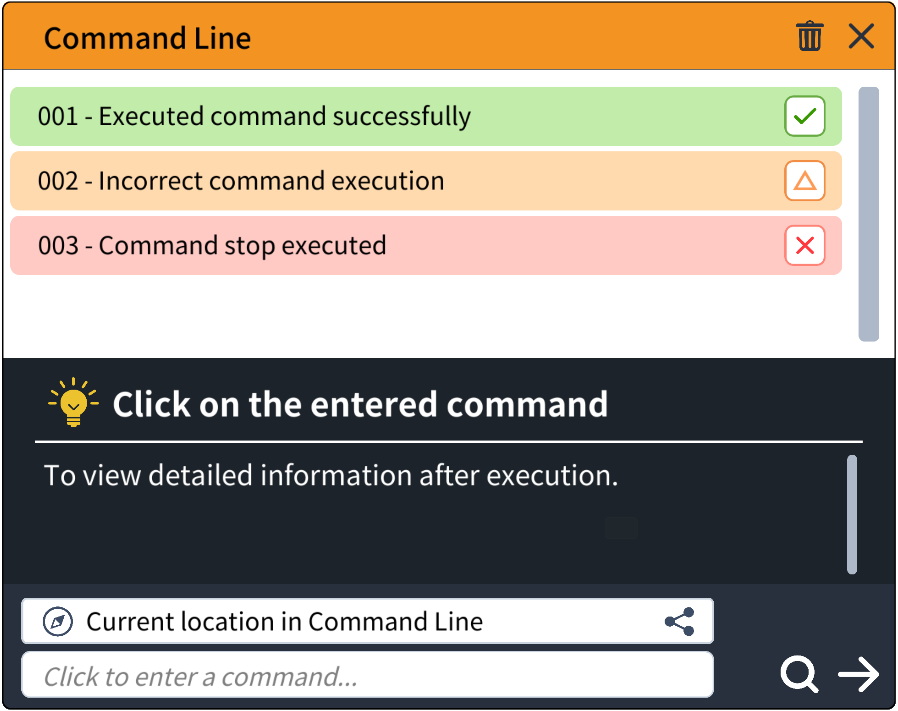 Command Line
001 - Executed command successfully
002 - Incorrect command execution
003 - Command stop executed
Click on the entered command
To view detailed information after execution.
Current location in Command Line
Click to enter a command...